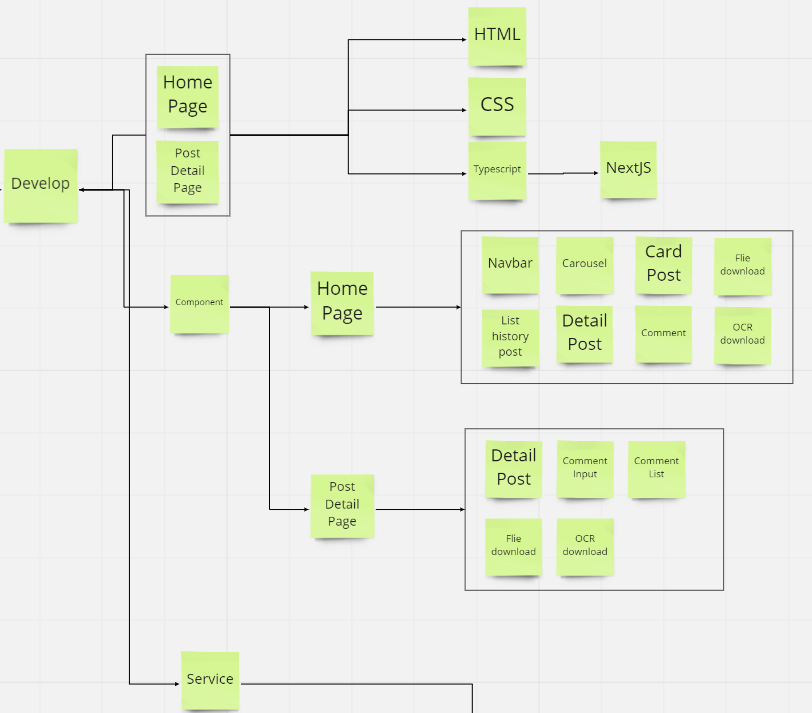 HTML
Home
Page
CSS
Post
Detail
Page
Develop
Typescript
NextJS
Navbar
Carousel
Card
Post
Flie
download
Component
Home
Page
List
history
post
Detail
Post
Comment
OCR
download
Detail
Post
Comment
Input
Comment
List
Post
Detail
Page
Flie
download
OCR
download
Service